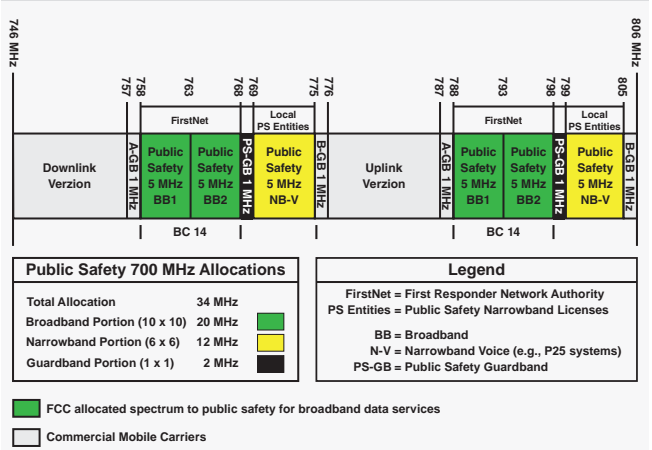 746 MHz
757
758
763
768
769
775
776
787
788
793
798
799
805
806 MHz
FirstNet
Local
PS Entities
FirstNet
Local
PS Entities
Downlink
Verzion
A-GB 1 MHz
Public
Safety
5 MHz
BB1
Public
Safety
5 MHz
BB2
PS-GB 1 MHz
Public
Safety
5 MHz
NB-V
B-GB 1 MHz
Uplink
Verzion
A-GB 1 MHz
Public
Safety
5 MHz
BB1
Public
Safety
5 MHz
BB2
PS-GB 1 MHz
Public
Safety
5 MHz
NB-V
B-GB 1 MHz
BC 14
BC 14
Public Safety 700 MHz Allocations
Total Allocation 34 MHz
Broadband Portion (10 x 10) 20 MHz
Narrowband Portion (6 x 6) 12 MHz
Guardband Portion (1 x 1) 2 MHz
Legend
FirstNet = First Responder Network Authority
PS Entities = Public Safety Narrowband Licenses
BB = Broadband
N-V = Narrowband Voice (e.g., P25 systems)
PS-GB = Public Safety Guardband
FCC allocated spectrum to public safety for broadband data services
Commercial Mobile Carriers